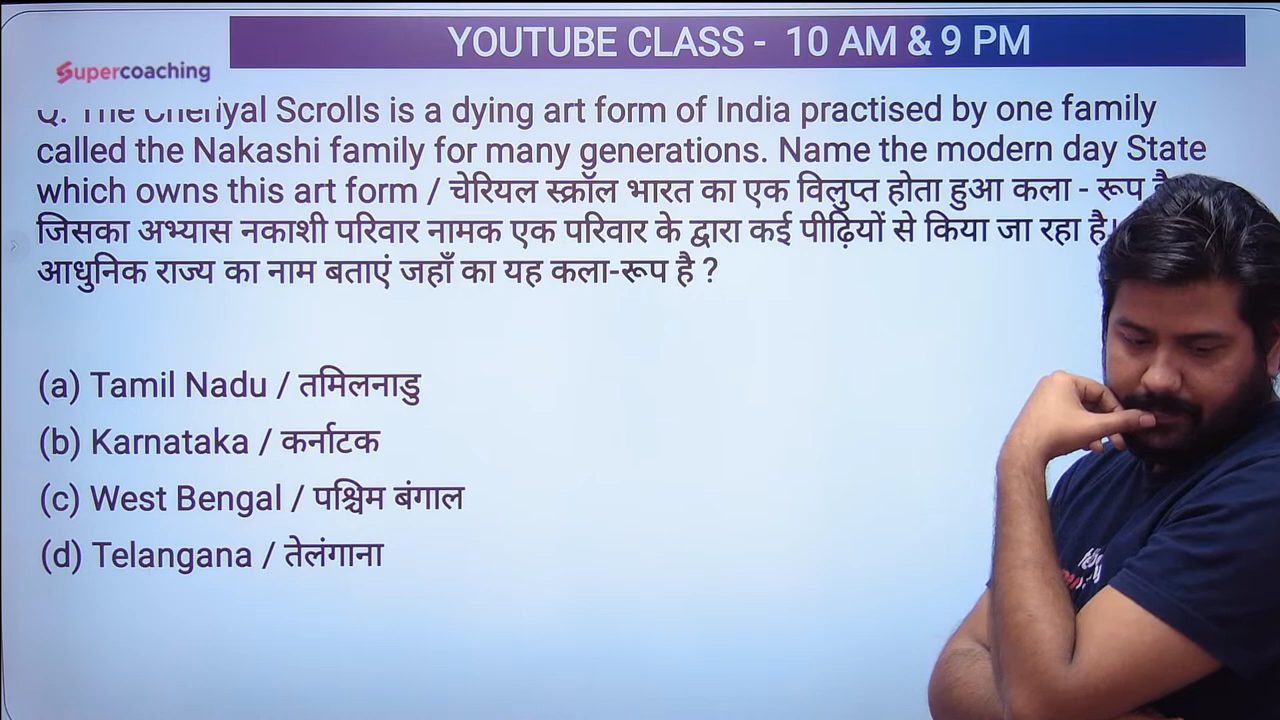 YOUTUBE CLASS - 10 AM & 9 PM
Supercoaching
Q. The Cheriyal Scrolls is a dying art form of India practised by one family
called the Nakashi family for many generations. Name the modern day State
which owns this art form / चेरियल स्क्रॉल भारत का एक विलुप्त होता हुआ कला - रूप है
जिसका अभ्यास नकाशी परिवार नामक एक परिवार के द्वारा कई पीढ़ियों से किया जा रहा है।
आधुनिक राज्य का नाम बताएं जहाँ का यह कला-रूप है ?
(a) Tamil Nadu / तमिलनाडु
(b) Karnataka / कर्नाटक
(c) West Bengal / पश्चिम बंगाल
(d) Telangana / तेलंगाना